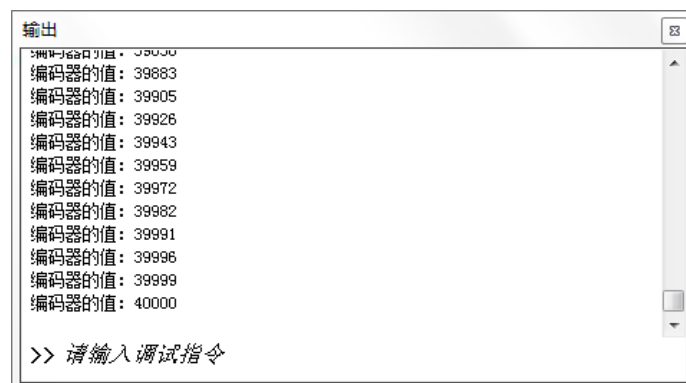 输出
编码器的值: 39883
编码器的值: 39905
编码器的值: 39926
编码器的值: 39943
编码器的值: 39959
编码器的值: 39972
编码器的值: 39982
编码器的值: 39991
编码器的值: 39996
编码器的值: 39999
编码器的值: 40000
>> 请输入调试指令